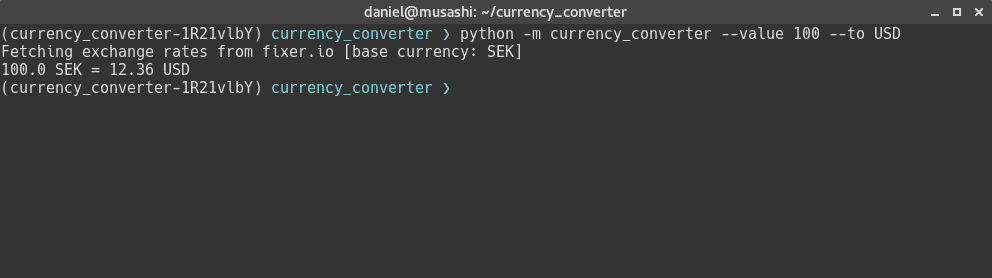 daniel@musashi: ~/currency_converter
(currency_converter-1R21vlbY) currency_converter ❯ python -m currency_converter --value 100 --to USD
Fetching exchange rates from fixer.io [base currency: SEK]
100.0 SEK = 12.36 USD
(currency_converter-1R21vlbY) currency_converter ❯